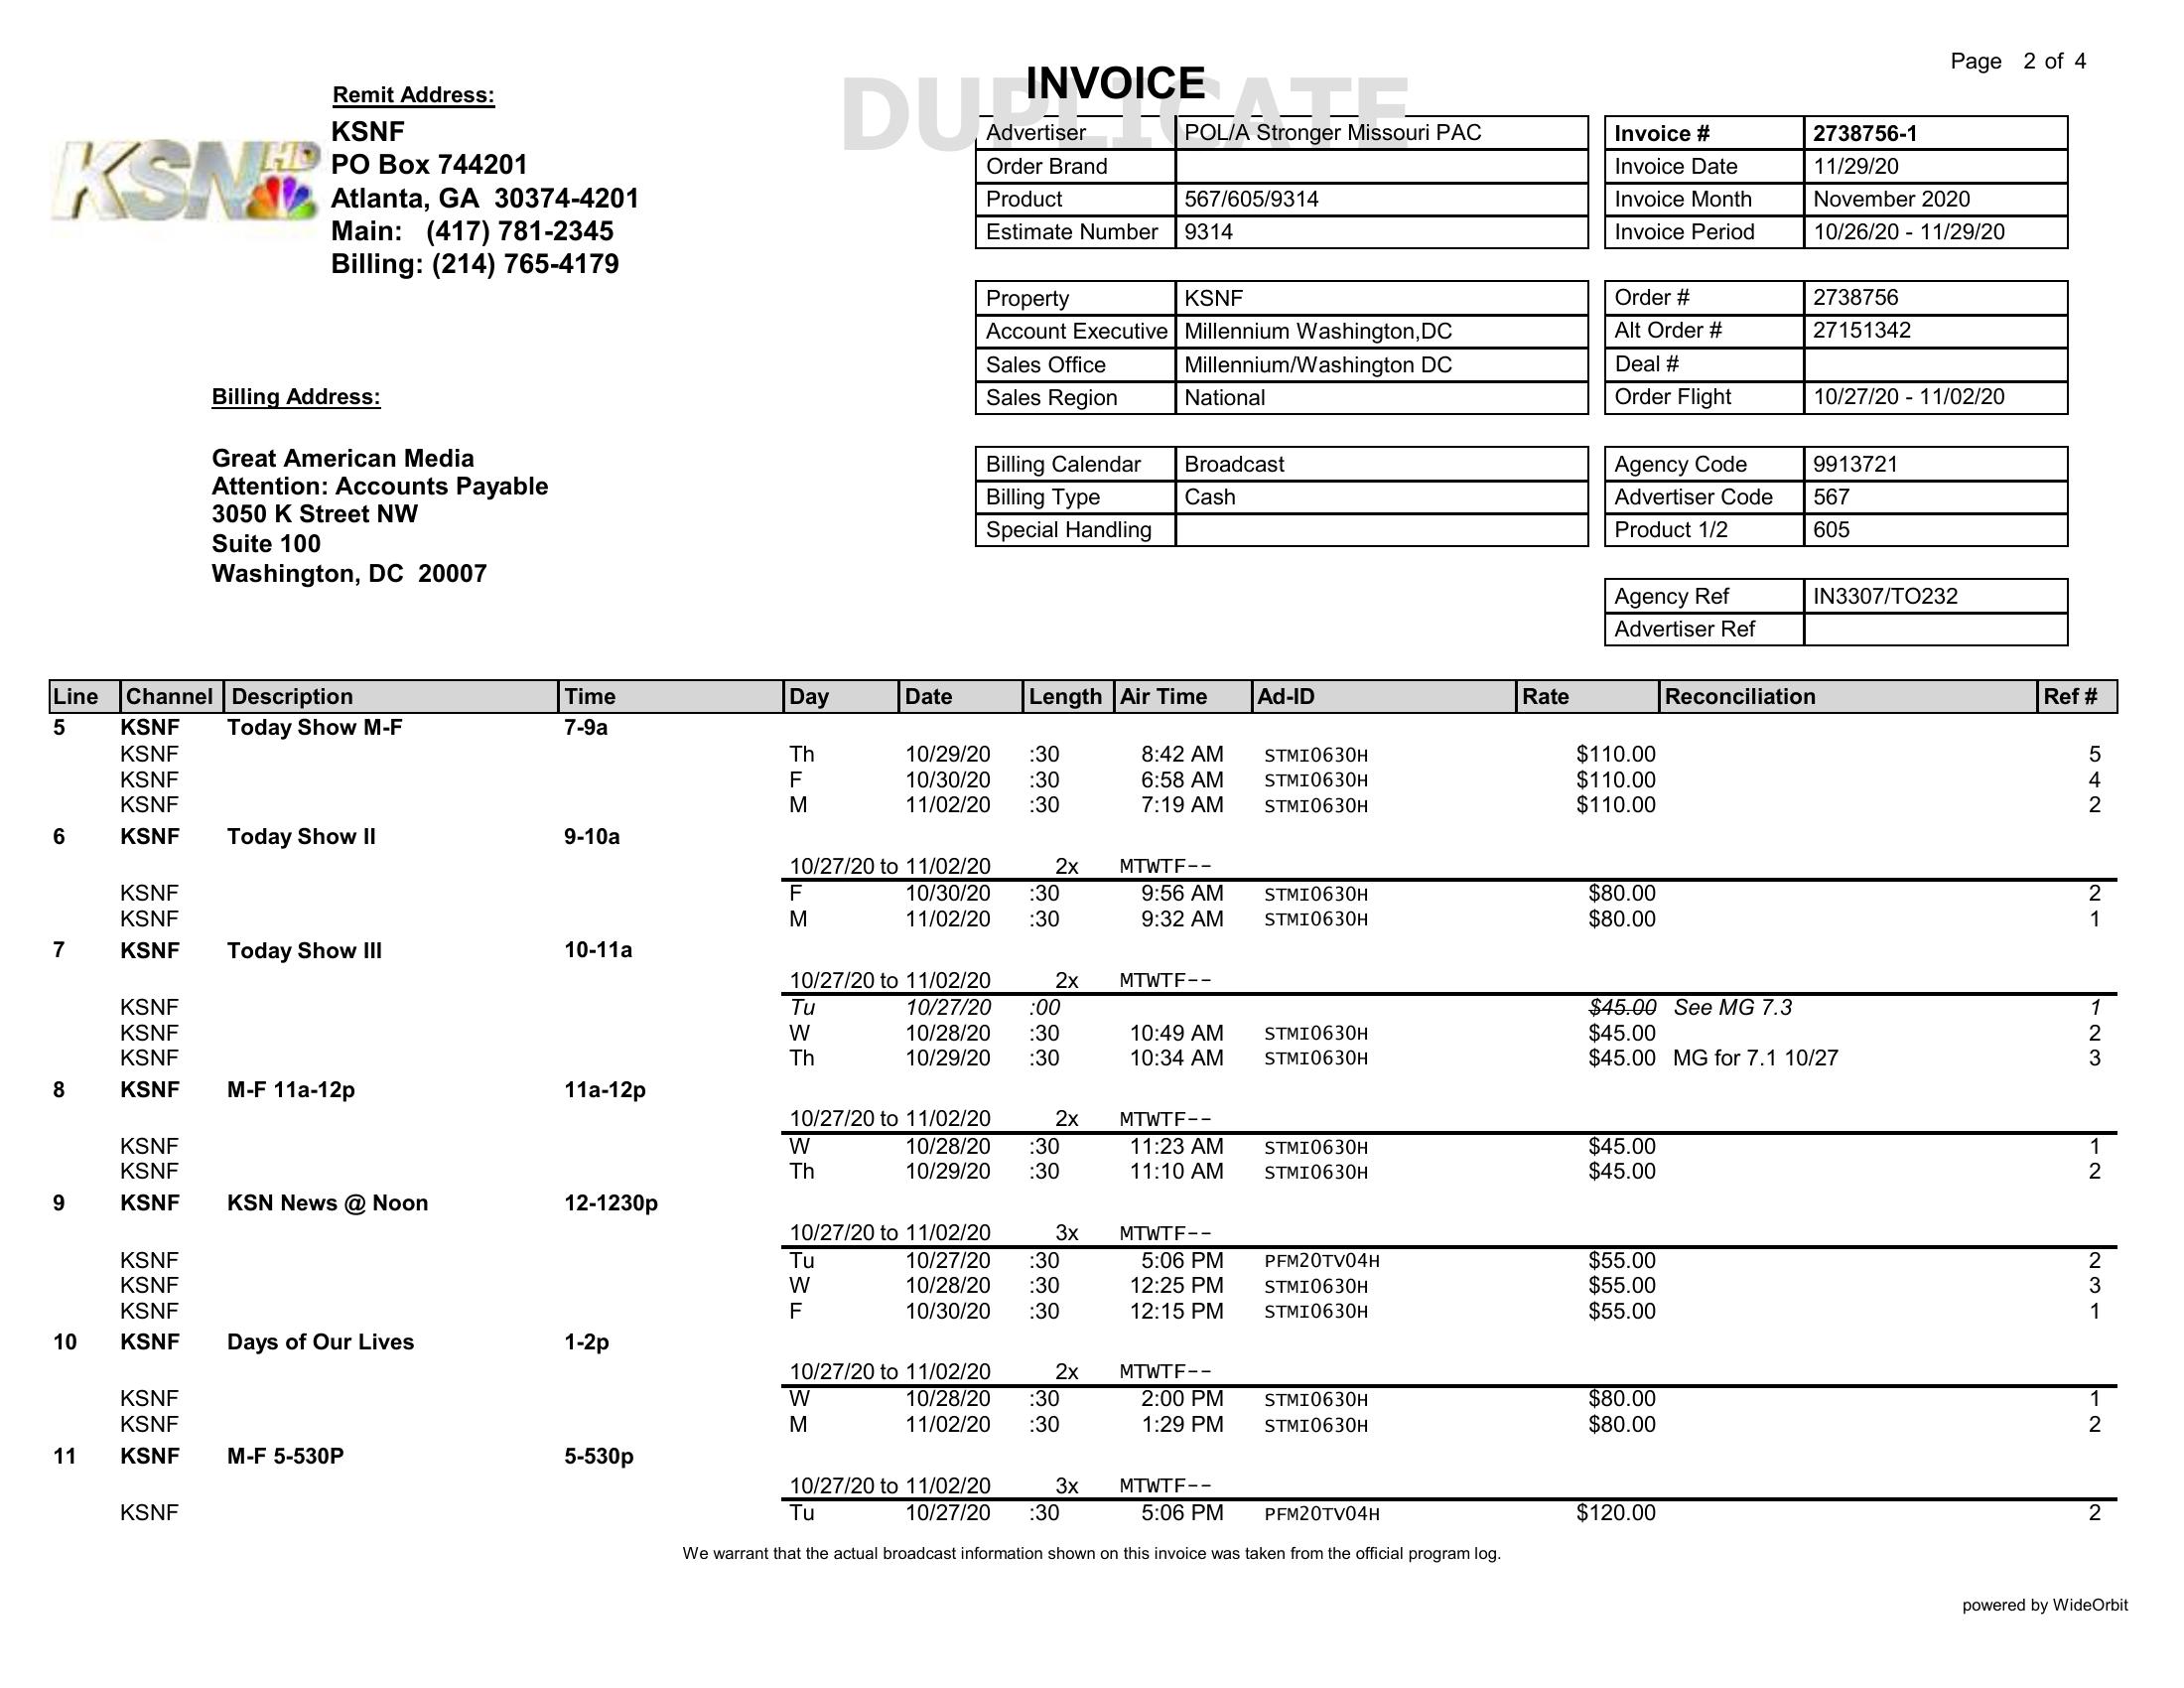 Page 2 of 4
DUPLICATE
INVOICE
Remit Address:
KSN HD
KSNF
PO Box 744201
Atlanta, GA 30374-4201
Main: (417) 781-2345
Billing: (214) 765-4179
Billing Address:
Great American Media
Attention: Accounts Payable
3050 K Street NW
Suite 100
Washington, DC 20007
Advertiser POL/A Stronger Missouri PAC
Order Brand
Product 567/605/9314
Estimate Number 9314
Invoice # 2738756-1
Invoice Date 11/29/20
Invoice Month November 2020
Invoice Period 10/26/20 - 11/29/20
Property KSNF
Account Executive Millennium Washington,DC
Sales Office Millennium/Washington DC
Sales Region National
Order # 2738756
Alt Order # 27151342
Deal #
Order Flight 10/27/20 - 11/02/20
Billing Calendar Broadcast
Billing Type Cash
Special Handling
Agency Code 9913721
Advertiser Code 567
Product 1/2 605
Agency Ref IN3307/TO232
Advertiser Ref
Line Channel Description Time Day Date Length Air Time Ad-ID Rate Reconciliation Ref #
5 KSNF Today Show M-F 7-9a
KSNF Th 10/29/20 :30 8:42 AM STMI0630H $110.00 5
KSNF F 10/30/20 :30 6:58 AM STMI0630H $110.00 4
KSNF M 11/02/20 :30 7:19 AM STMI0630H $110.00 2
6 KSNF Today Show II 9-10a
10/27/20 to 11/02/20 2x MTWTF--
KSNF F 10/30/20 :30 9:56 AM STMI0630H $80.00 2
KSNF M 11/02/20 :30 9:32 AM STMI0630H $80.00 1
7 KSNF Today Show III 10-11a
10/27/20 to 11/02/20 2x MTWTF--
KSNF Tu 10/27/20 :00 $45.00 See MG 7.3 1
KSNF W 10/28/20 :30 10:49 AM STMI0630H $45.00 2
KSNF Th 10/29/20 :30 10:34 AM STMI0630H $45.00 MG for 7.1 10/27 3
8 KSNF M-F 11a-12p 11a-12p
10/27/20 to 11/02/20 2x MTWTF--
KSNF W 10/28/20 :30 11:23 AM STMI0630H $45.00 1
KSNF Th 10/29/20 :30 11:10 AM STMI0630H $45.00 2
9 KSNF KSN News @ Noon 12-1230p
10/27/20 to 11/02/20 3x MTWTF--
KSNF Tu 10/27/20 :30 5:06 PM PFM20TV04H $55.00 2
KSNF W 10/28/20 :30 12:25 PM STMI0630H $55.00 3
KSNF F 10/30/20 :30 12:15 PM STMI0630H $55.00 1
10 KSNF Days of Our Lives 1-2p
10/27/20 to 11/02/20 2x MTWTF--
KSNF W 10/28/20 :30 2:00 PM STMI0630H $80.00 1
KSNF M 11/02/20 :30 1:29 PM STMI0630H $80.00 2
11 KSNF M-F 5-530P 5-530p
10/27/20 to 11/02/20 3x MTWTF--
KSNF Tu 10/27/20 :30 5:06 PM PFM20TV04H $120.00 2
We warrant that the actual broadcast information shown on this invoice was taken from the official program log.
powered by WideOrbit